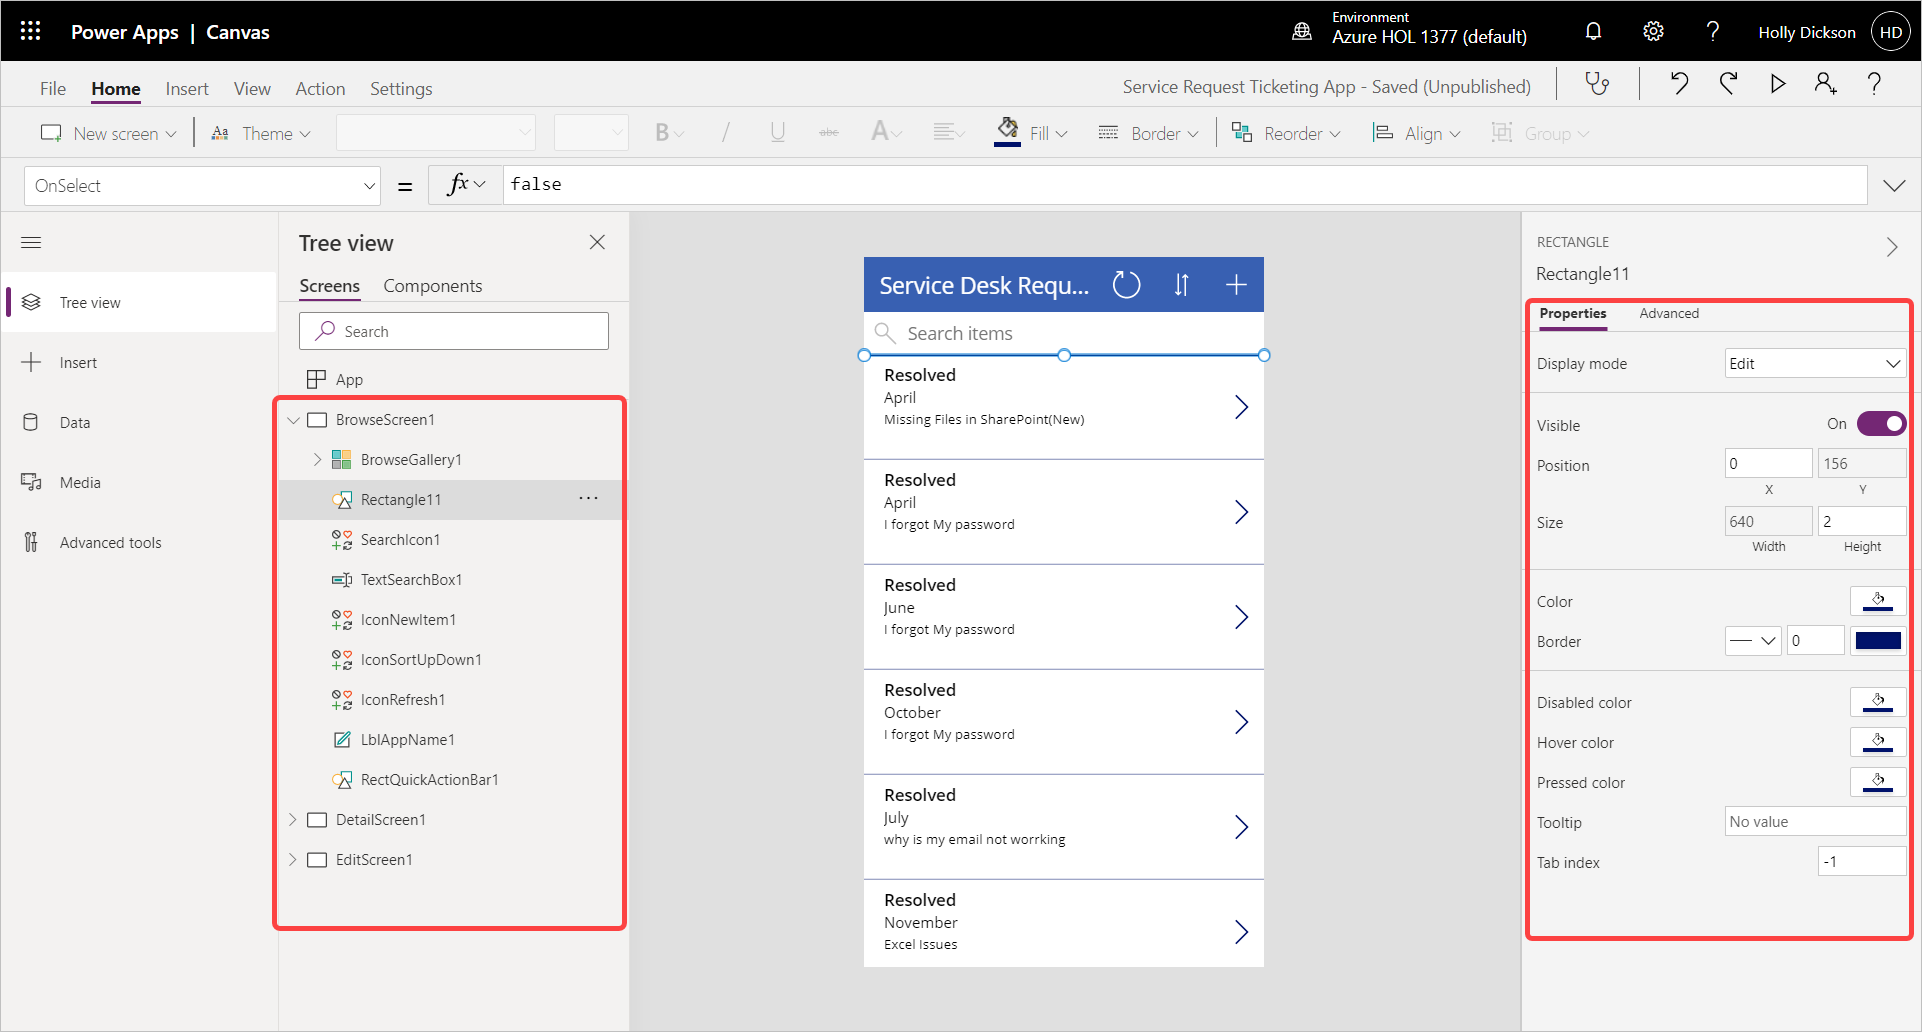 Power Apps | Canvas
Environment
Azure HOL 1377 (default)
?
Holly Dickson
HD
File
Home
Insert
View
Action
Settings
Service Request Ticketing App - Saved (Unpublished)
?
New screen
Aa
Theme
B
/
U
abc
A
Fill
Border
Reorder
Align
Group
OnSelect
=
fx
false
Tree view
Insert
Data
Media
Advanced tools
Tree view
Screens
Components
Search
App
BrowseScreen1
BrowseGallery1
Rectangle11
...
SearchIcon1
TextSearchBox1
IconNewItem1
IconSortUpDown1
IconRefresh1
LblAppName1
RectQuickActionBar1
DetailScreen1
EditScreen1
Service Desk Requ...
Search items
Resolved
April
Missing Files in SharePoint(New)
Resolved
April
I forgot My password
Resolved
June
I forgot My password
Resolved
October
I forgot My password
Resolved
July
why is my email not worrking
Resolved
November
Excel Issues
RECTANGLE
Rectangle11
Properties
Advanced
Display mode
Edit
Visible
On
Position
0
156
X
Y
Size
640
2
Width
Height
Color
Border
0
Disabled color
Hover color
Pressed color
Tooltip
No value
Tab index
-1